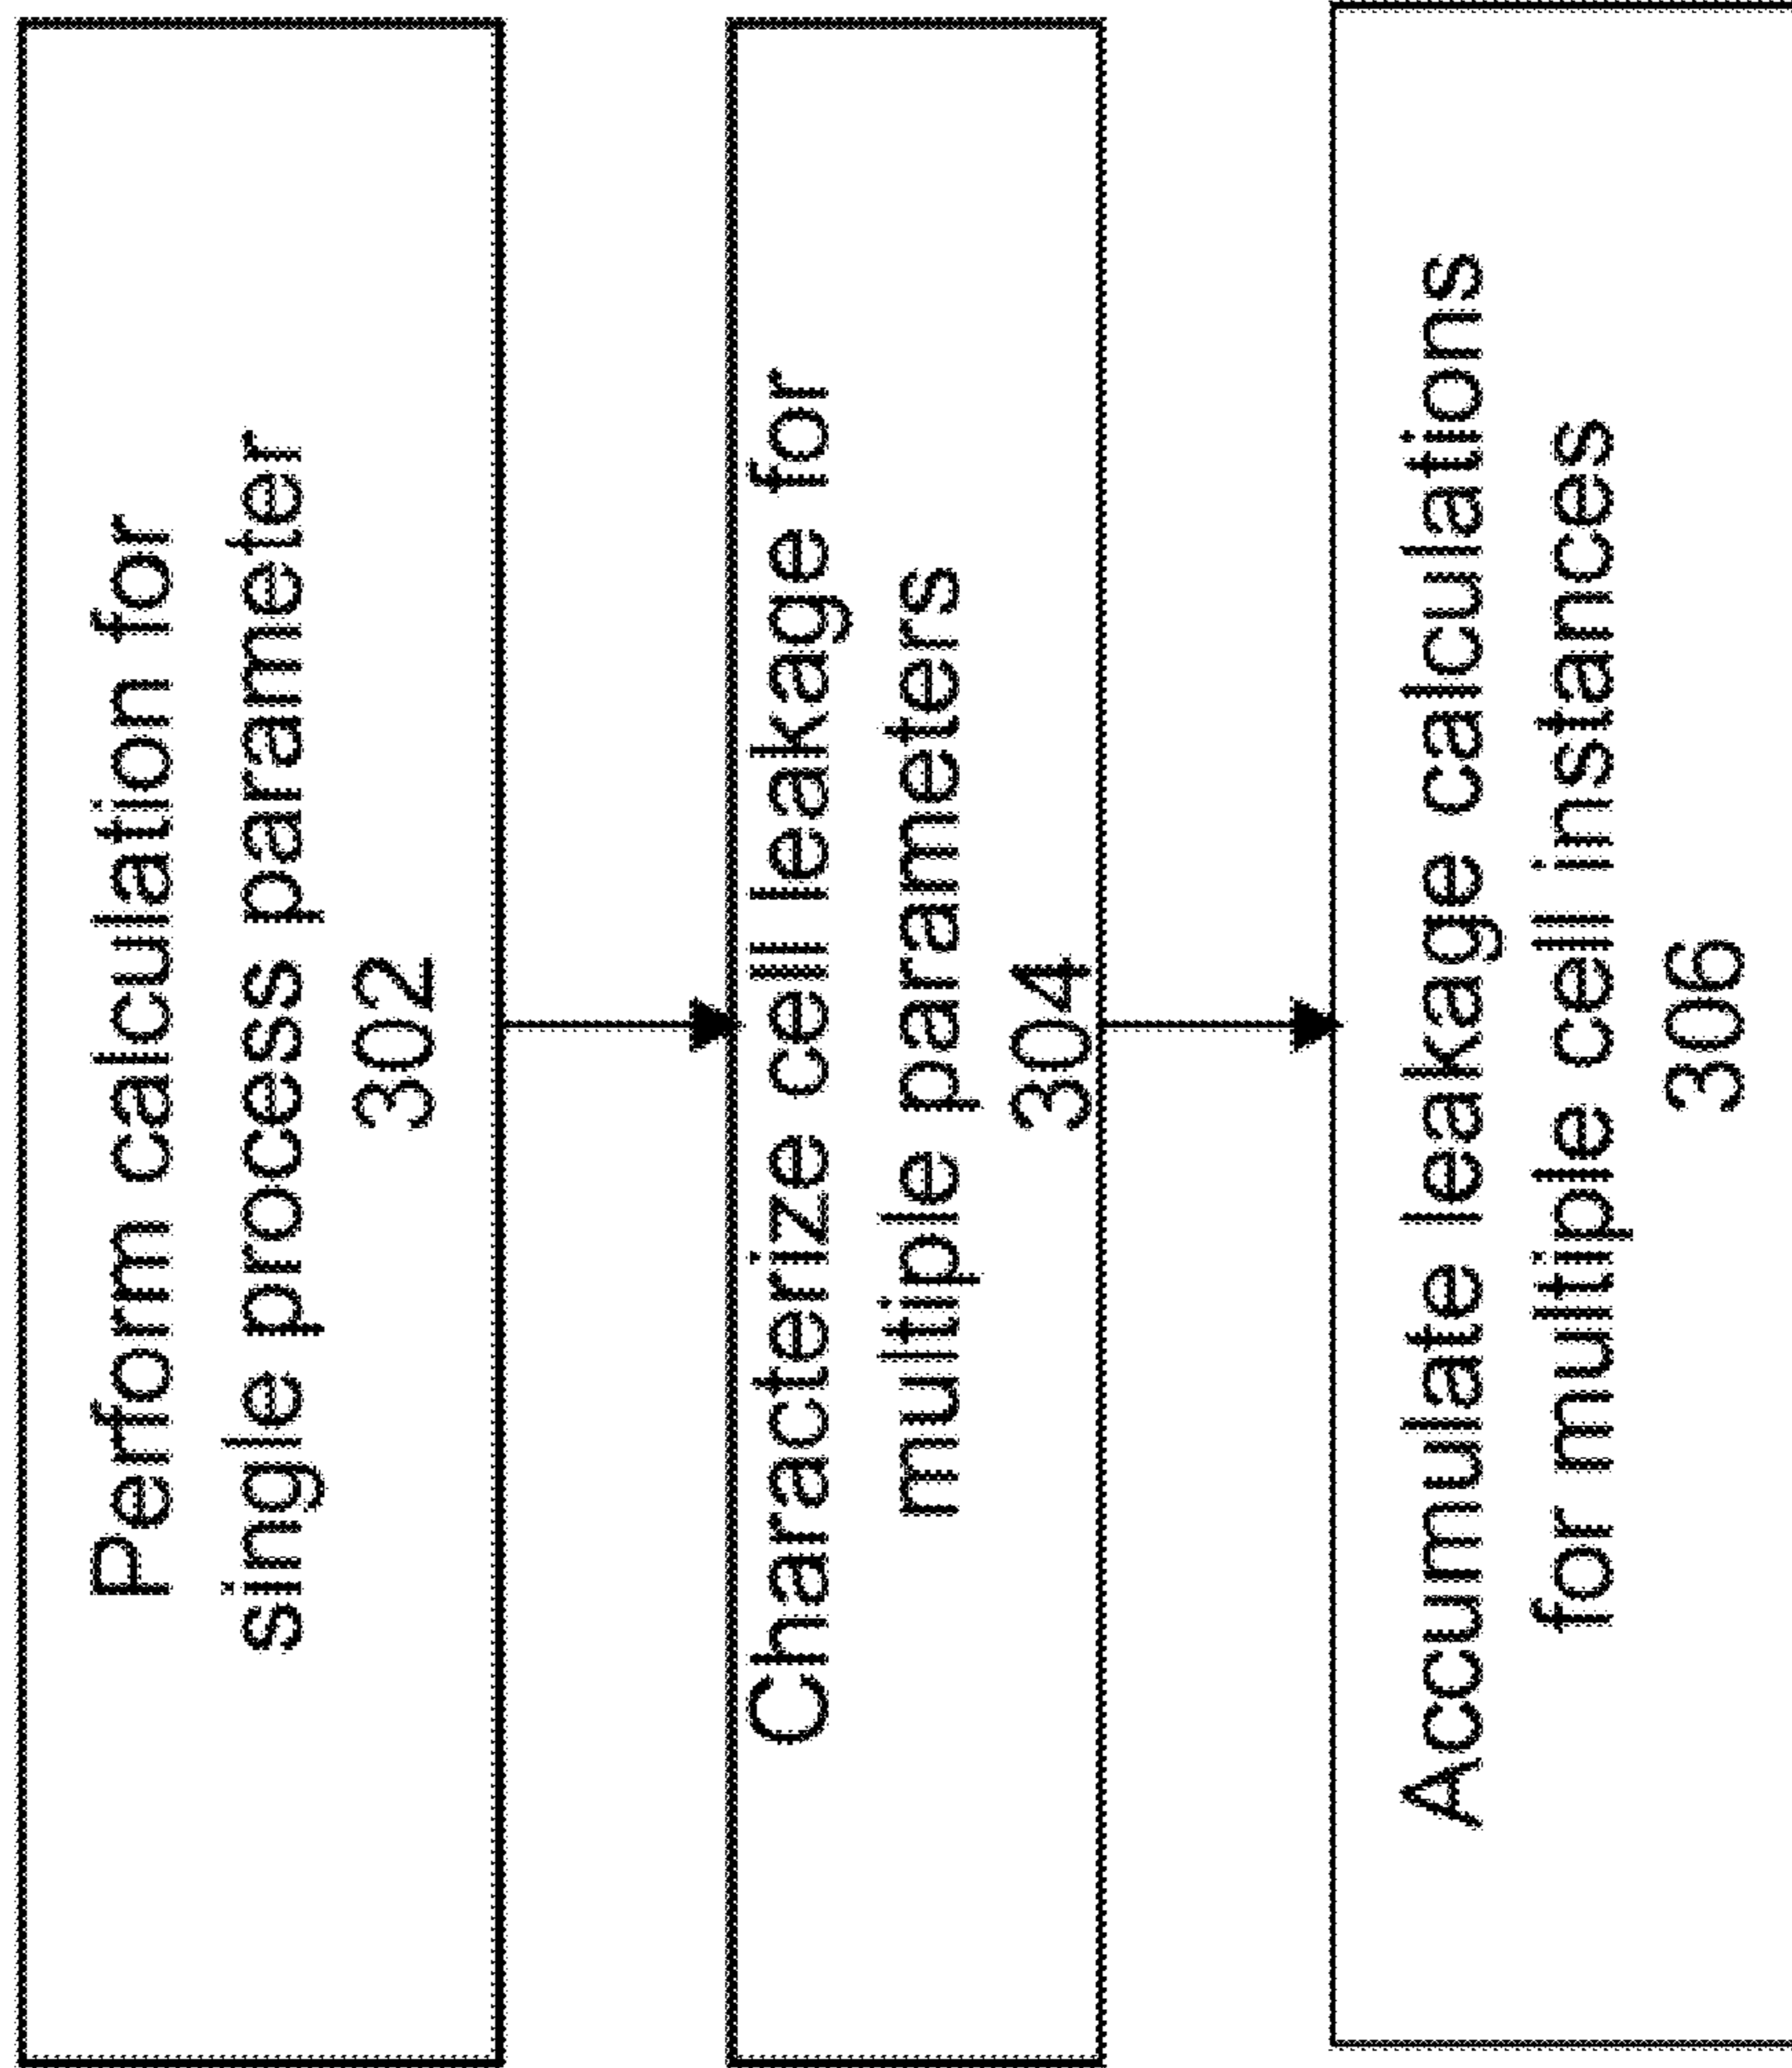 Perform calculation for
single process parameter
302
Characterize cell leakage for
multiple parameters
304
Accumulate leakage calculations
for multiple cell instances
306